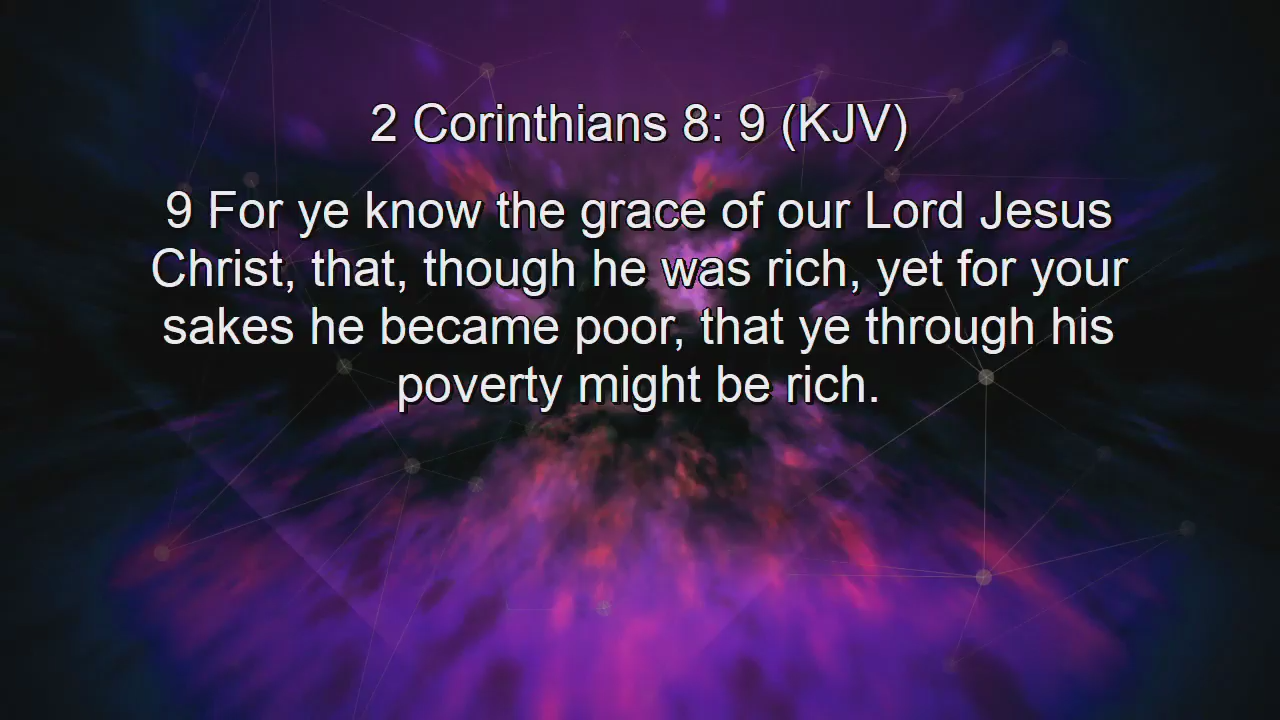 2 Corinthians 8: 9 (KJV)
9 For ye know the grace of our Lord Jesus
Christ, that, though he was rich, yet for your
sakes he became poor, that ye through his
poverty might be rich.